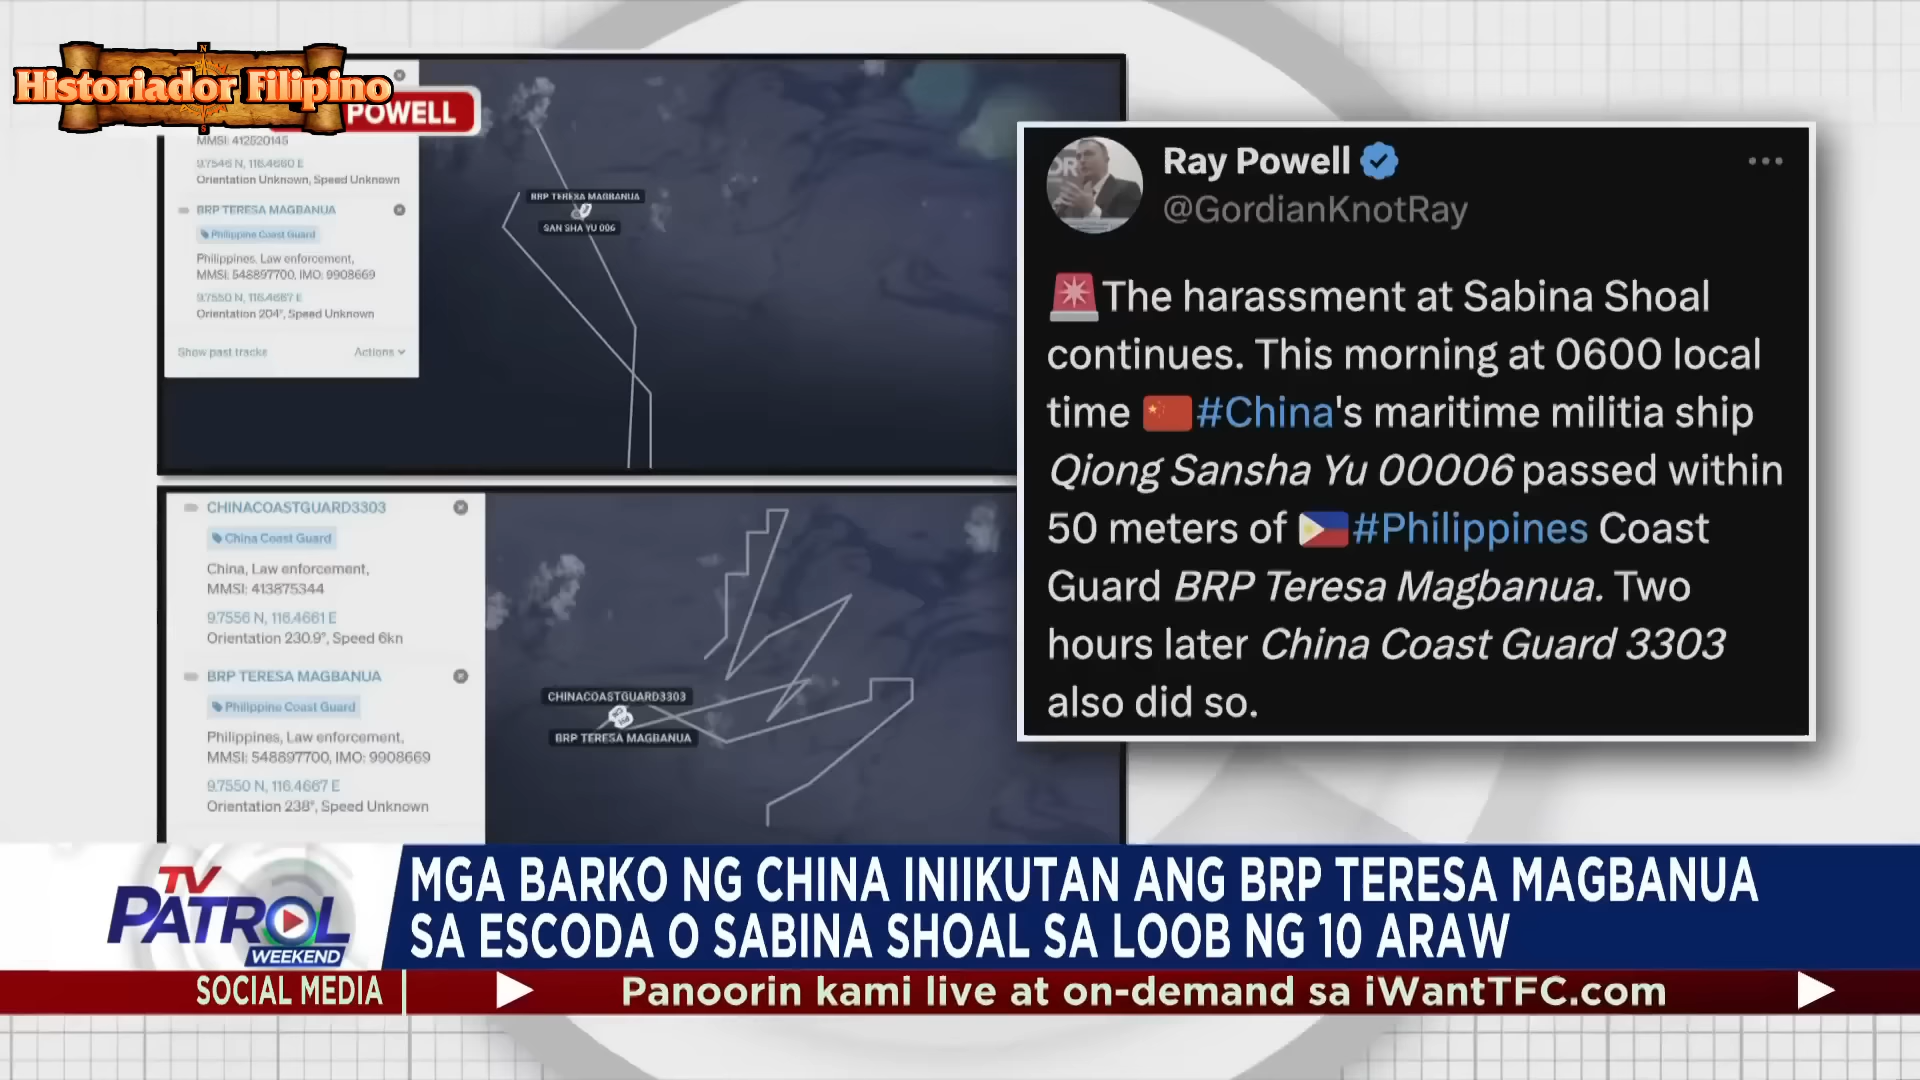 Historiador Filipino
POWELL
MMSI: 412520145
9.7546 N, 116.4660 E
Orientation Unknown, Speed Unknown
BRP TERESA MAGBANUA
Philippine Coast Guard
Philippines, Law enforcement,
MMSI: 548897700, IMO: 9908669
9.7550 N, 116.4667 E
Orientation 204°, Speed Unknown
Show past tracks
Actions
BRP TERESA MAGBANUA
SAN SHA YU 006
CHINACOASTGUARD3303
China Coast Guard
China, Law enforcement,
MMSI: 413875344
9.7556 N, 116.4661 E
Orientation 230.9°, Speed 6kn
BRP TERESA MAGBANUA
Philippine Coast Guard
Philippines, Law enforcement,
MMSI: 548897700, IMO: 9908669
9.7550 N, 116.4667 E
Orientation 238°, Speed Unknown
CHINACOASTGUARD3303
BRP TERESA MAGBANUA
Ray Powell
@GordianKnotRay
🚨The harassment at Sabina Shoal
continues. This morning at 0600 local
time 🇨🇳#China's maritime militia ship
Qiong Sansha Yu 00006 passed within
50 meters of 🇵🇭#Philippines Coast
Guard BRP Teresa Magbanua. Two
hours later China Coast Guard 3303
also did so.
TV
PATROL
WEEKEND
MGA BARKO NG CHINA INIIKUTAN ANG BRP TERESA MAGBANUA
SA ESCODA O SABINA SHOAL SA LOOB NG 10 ARAW
SOCIAL MEDIA
Panoorin kami live at on-demand sa iWantTFC.com